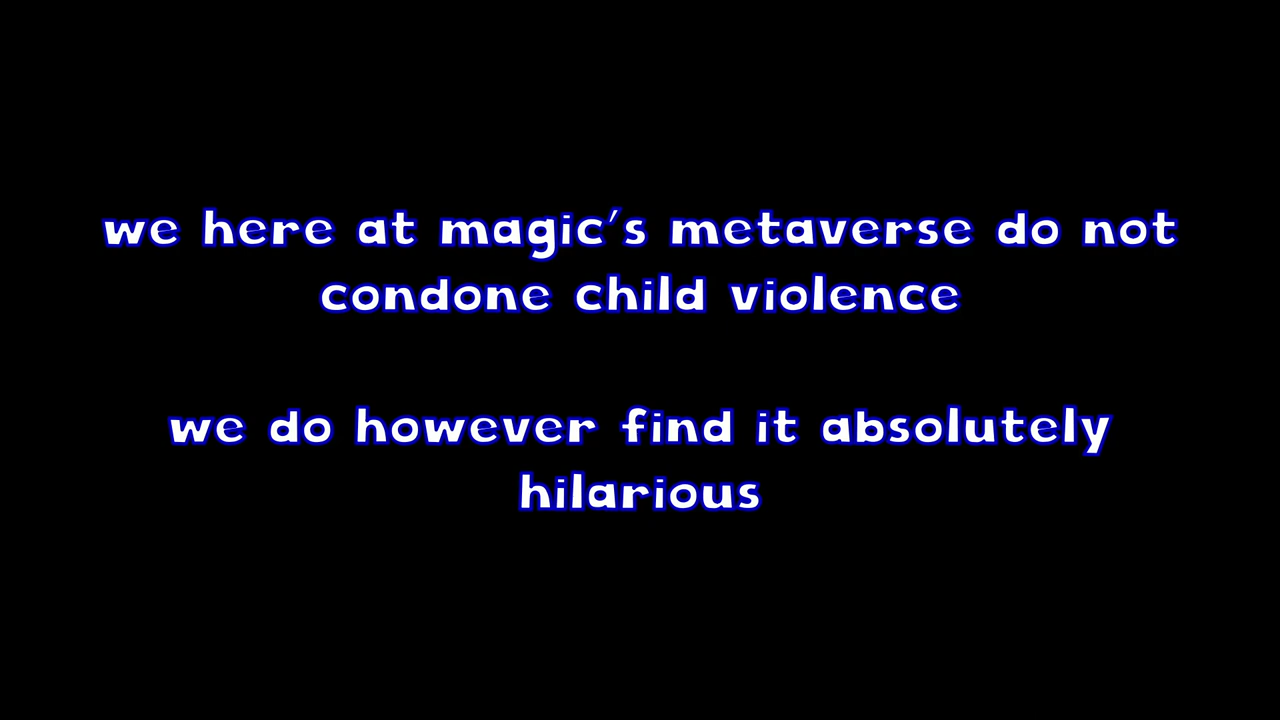 we here at magic's metaverse do not
condone child violence
we do however find it absolutely
hilarious